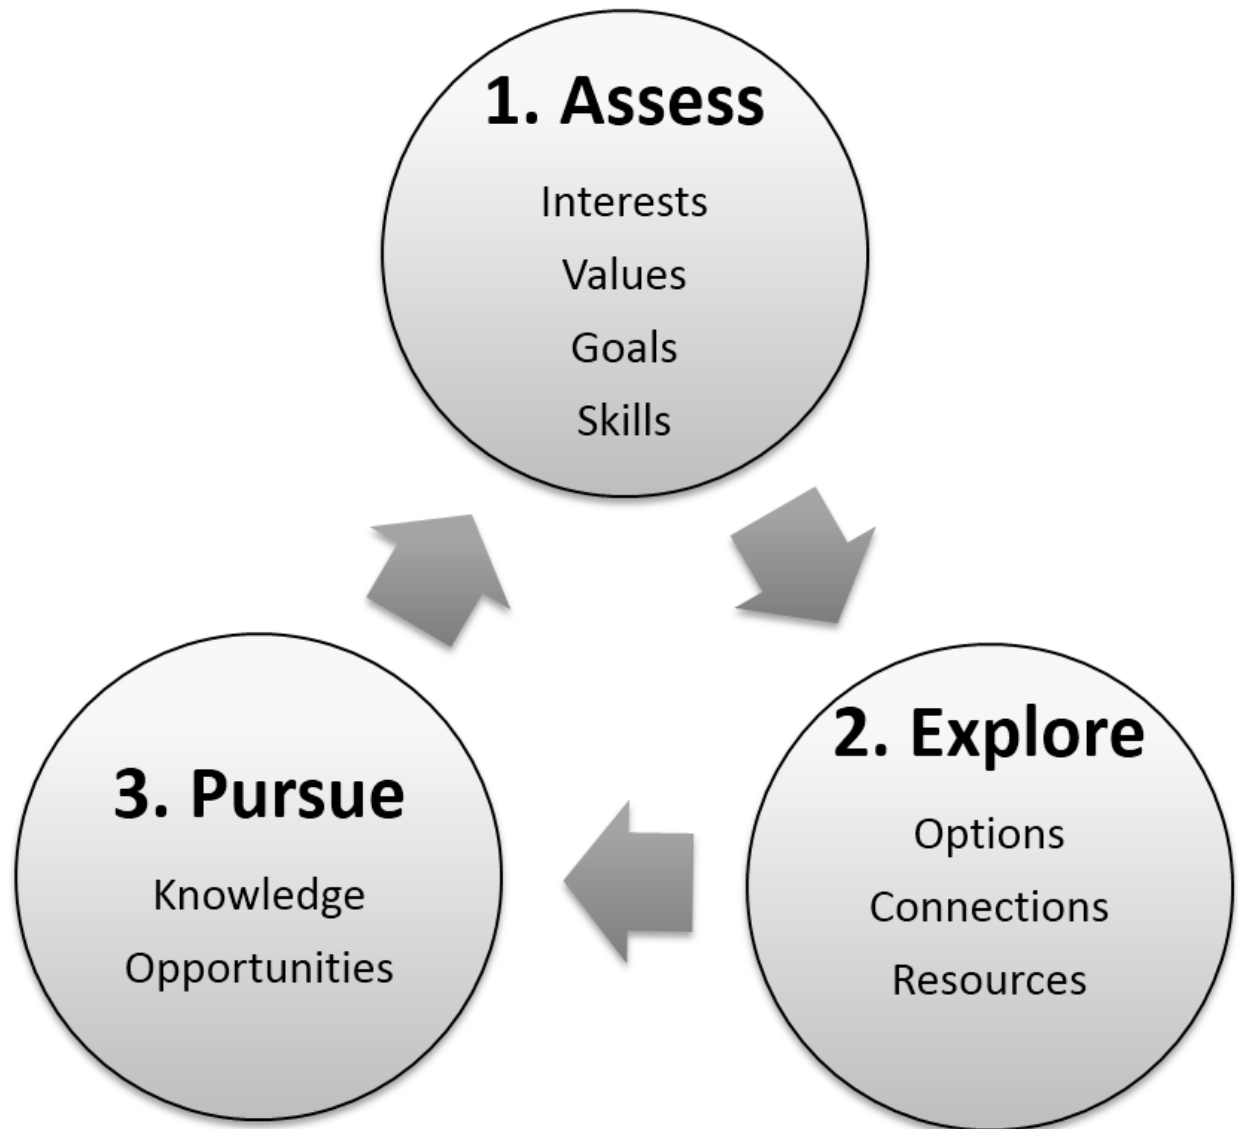 1. Assess
Interests
Values
Goals
Skills
2. Explore
Options
Connections
Resources
3. Pursue
Knowledge
Opportunities